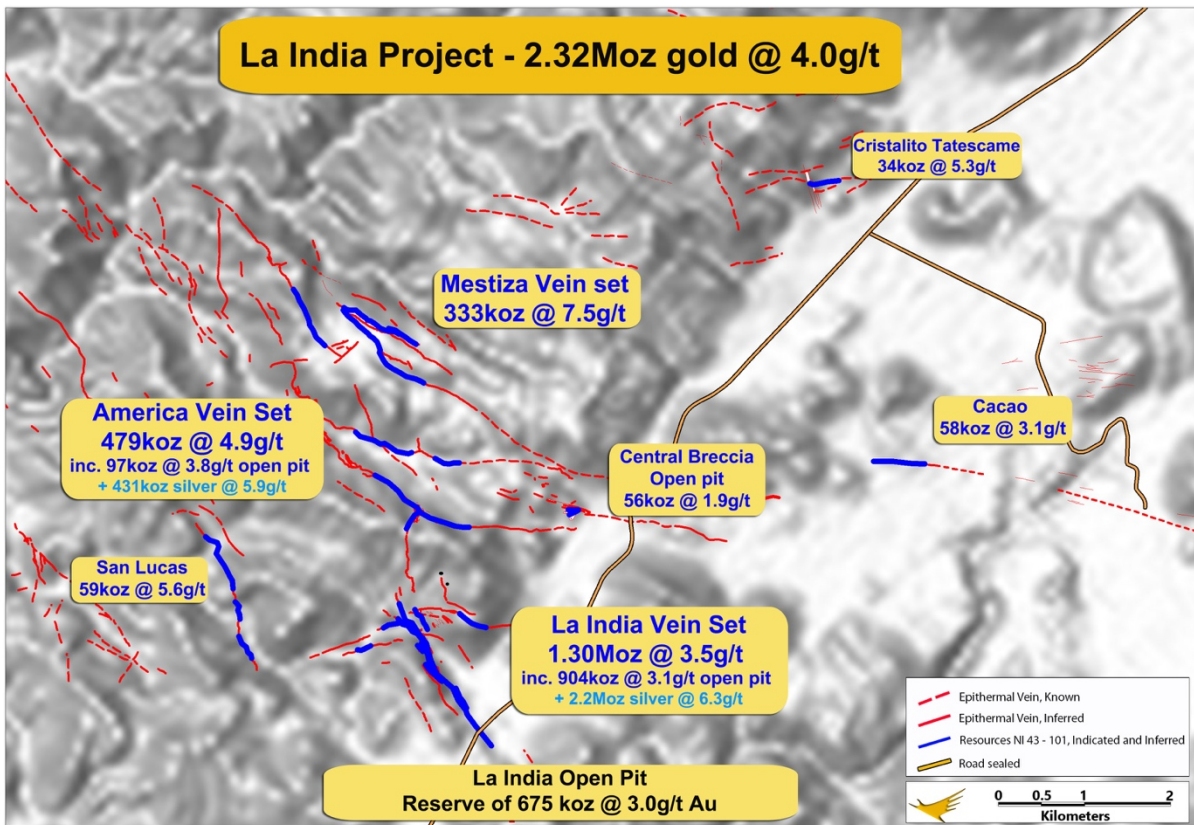 La India Project - 2.32Moz gold @ 4.0g/t
Cristalito Tatescame
34koz @ 5.3g/t
Mestiza Vein set
333koz @ 7.5g/t
America Vein Set
479koz @ 4.9g/t
inc. 97koz @ 3.8g/t open pit
+ 431koz silver @ 5.9g/t
Cacao
58koz @ 3.1g/t
Central Breccia
Open pit
56koz @ 1.9g/t
San Lucas
59koz @ 5.6g/t
La India Vein Set
1.30Moz @ 3.5g/t
inc. 904koz @ 3.1g/t open pit
+ 2.2Moz silver @ 6.3g/t
La India Open Pit
Reserve of 675 koz @ 3.0g/t Au
Epithermal Vein, Known
Epithermal Vein, Inferred
Resources NI 43 - 101, Indicated and Inferred
Road sealed
0 0.5 1 2
Kilometers